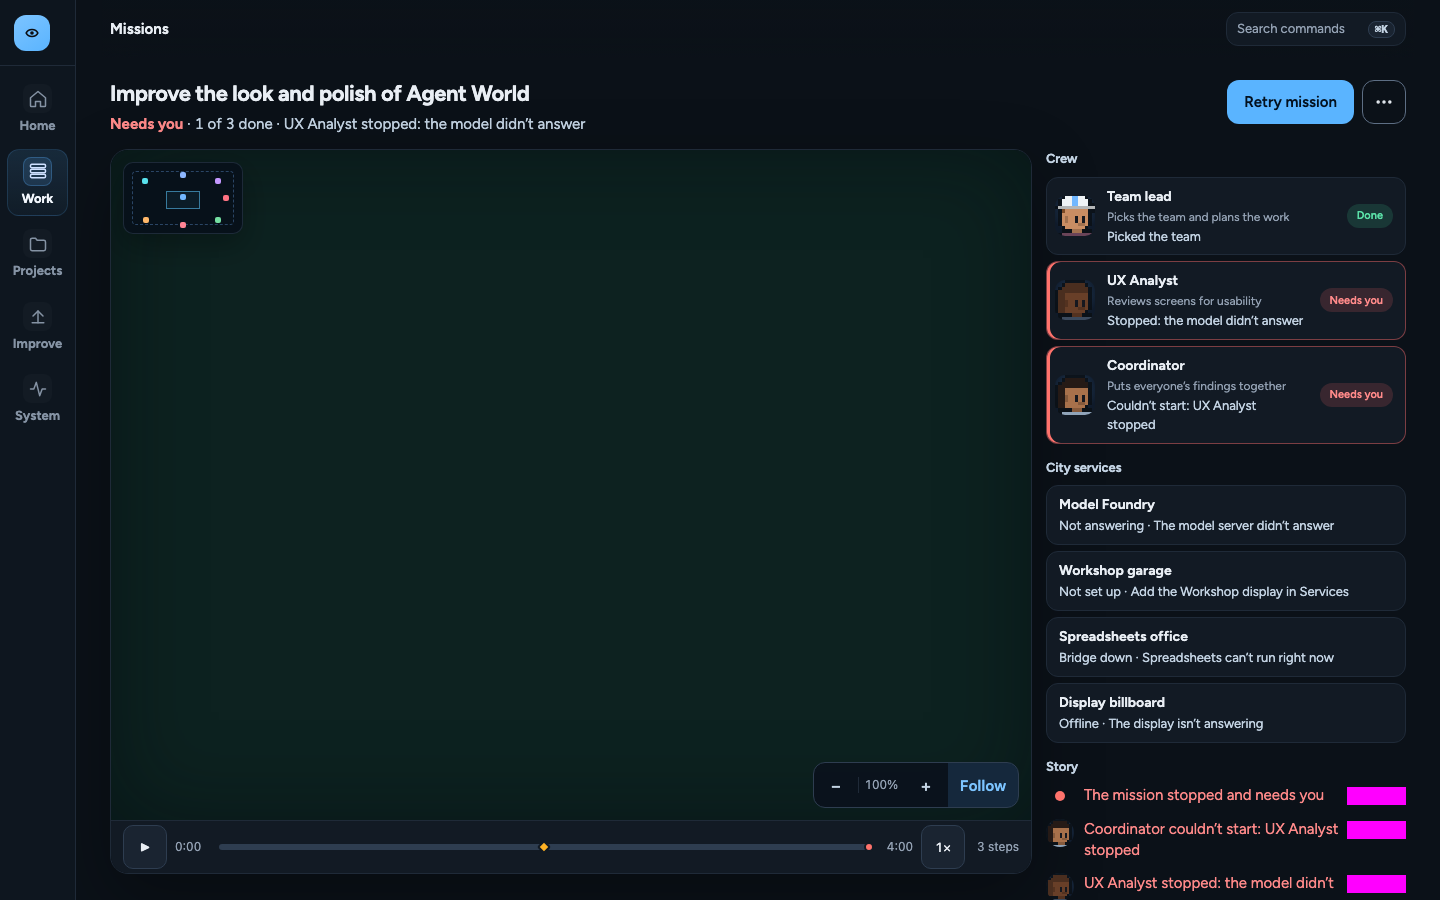 Missions
Search commands
⌘K
Home
Work
Projects
Improve
System
Improve the look and polish of Agent World
Needs you · 1 of 3 done · UX Analyst stopped: the model didn’t answer
Retry mission
Crew
Team lead
Picks the team and plans the work
Picked the team
Done
UX Analyst
Reviews screens for usability
Stopped: the model didn’t answer
Needs you
Coordinator
Puts everyone’s findings together
Couldn’t start: UX Analyst
stopped
Needs you
City services
Model Foundry
Not answering · The model server didn’t answer
Workshop garage
Not set up · Add the Workshop display in Services
Spreadsheets office
Bridge down · Spreadsheets can’t run right now
Display billboard
Offline · The display isn’t answering
Story
The mission stopped and needs you
Coordinator couldn’t start: UX Analyst
stopped
UX Analyst stopped: the model didn’t
− 100% + Follow
0:00
4:00
1×
3 steps